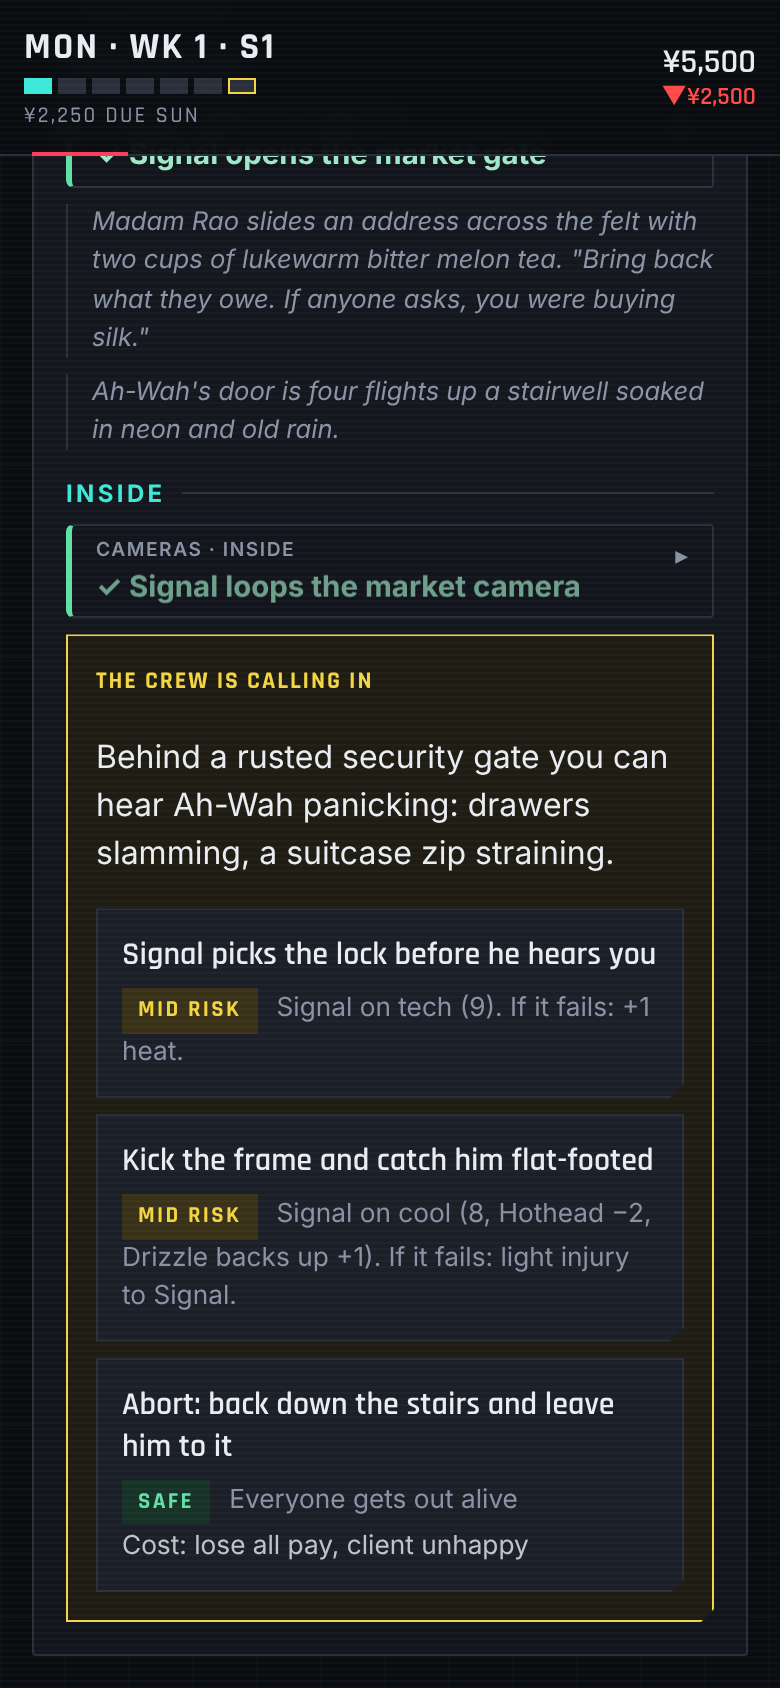 MON · WK 1 · S1
¥5,500
¥2,250 DUE SUN
▼¥2,500
✓ Signal opens the market gate
Madam Rao slides an address across the felt with
two cups of lukewarm bitter melon tea. "Bring back
what they owe. If anyone asks, you were buying
silk."
Ah-Wah's door is four flights up a stairwell soaked
in neon and old rain.
INSIDE
CAMERAS · INSIDE
✓ Signal loops the market camera
THE CREW IS CALLING IN
Behind a rusted security gate you can
hear Ah-Wah panicking: drawers
slamming, a suitcase zip straining.
Signal picks the lock before he hears you
MID RISK Signal on tech (9). If it fails: +1
heat.
Kick the frame and catch him flat-footed
MID RISK Signal on cool (8, Hothead −2,
Drizzle backs up +1). If it fails: light injury
to Signal.
Abort: back down the stairs and leave
him to it
SAFE Everyone gets out alive
Cost: lose all pay, client unhappy